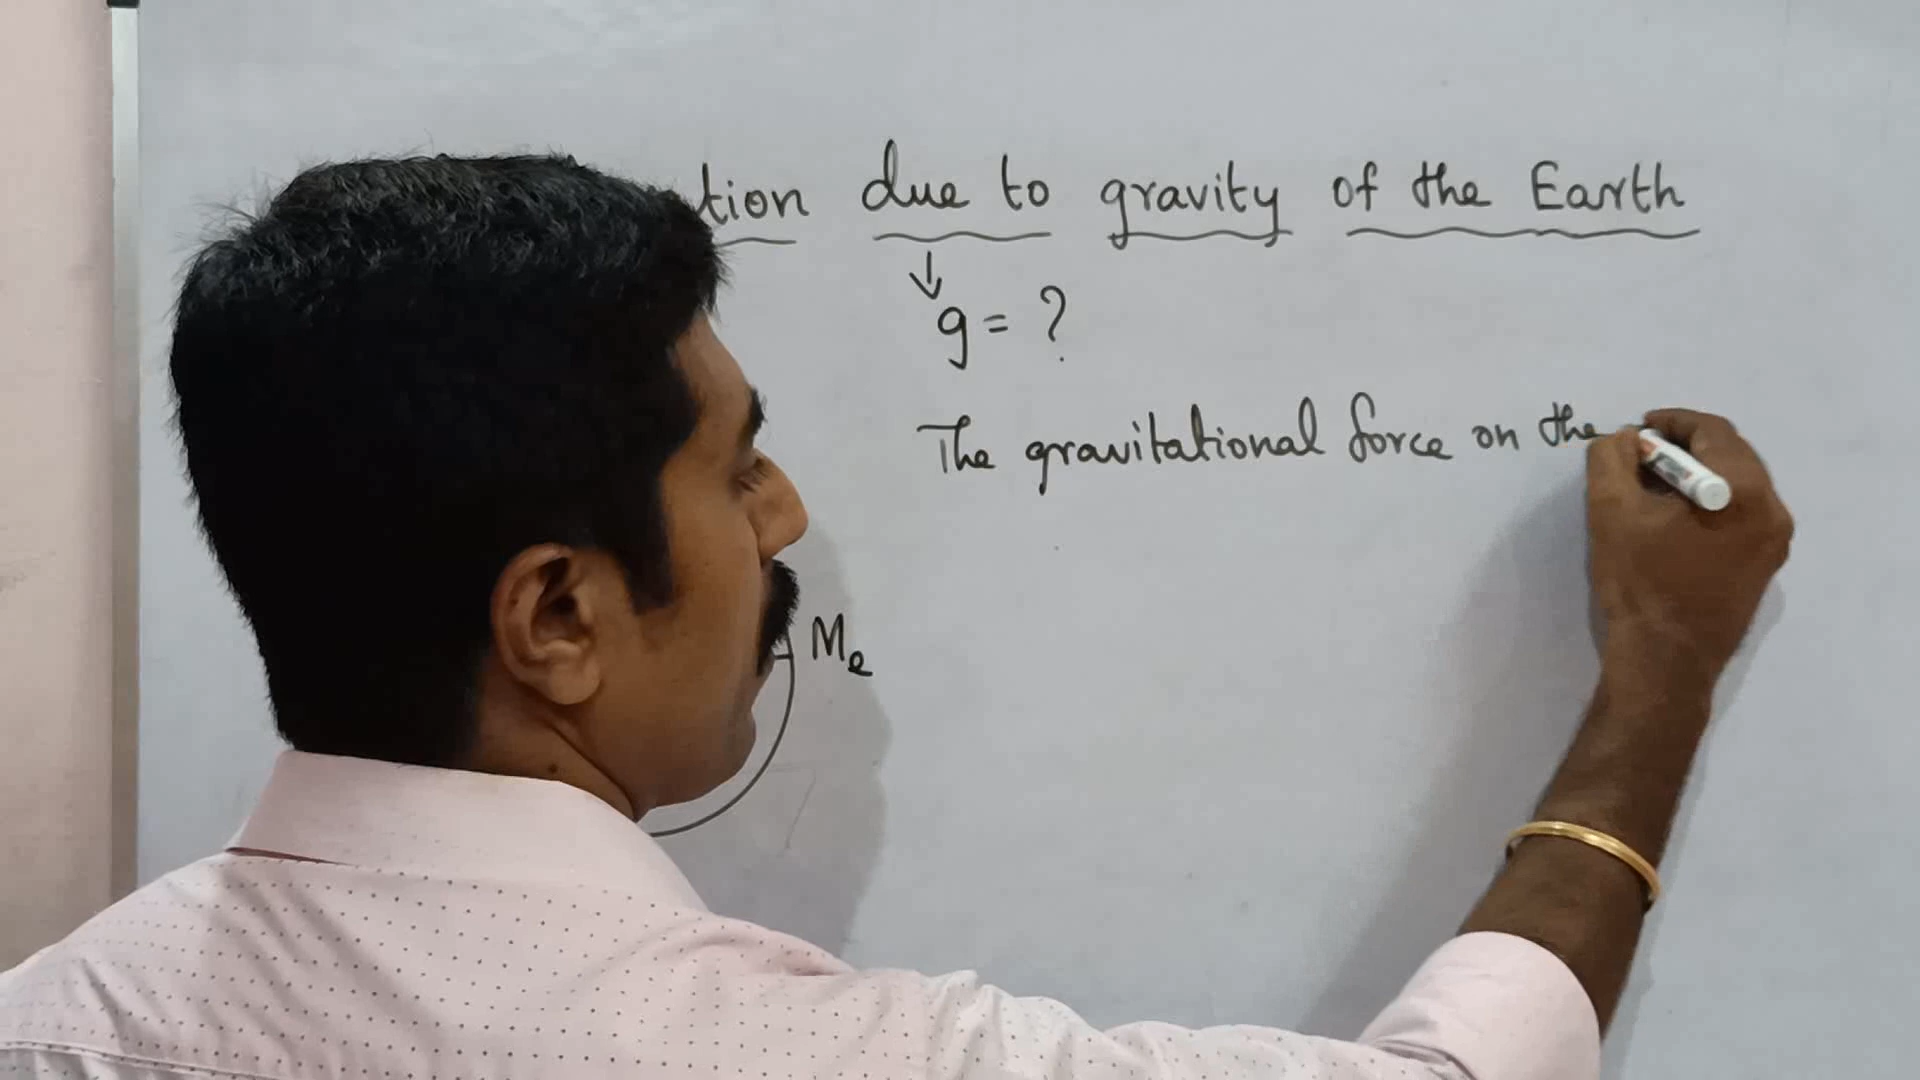 tion due to gravity of the Earth
↓
g = ?
The gravitational force on the
Me